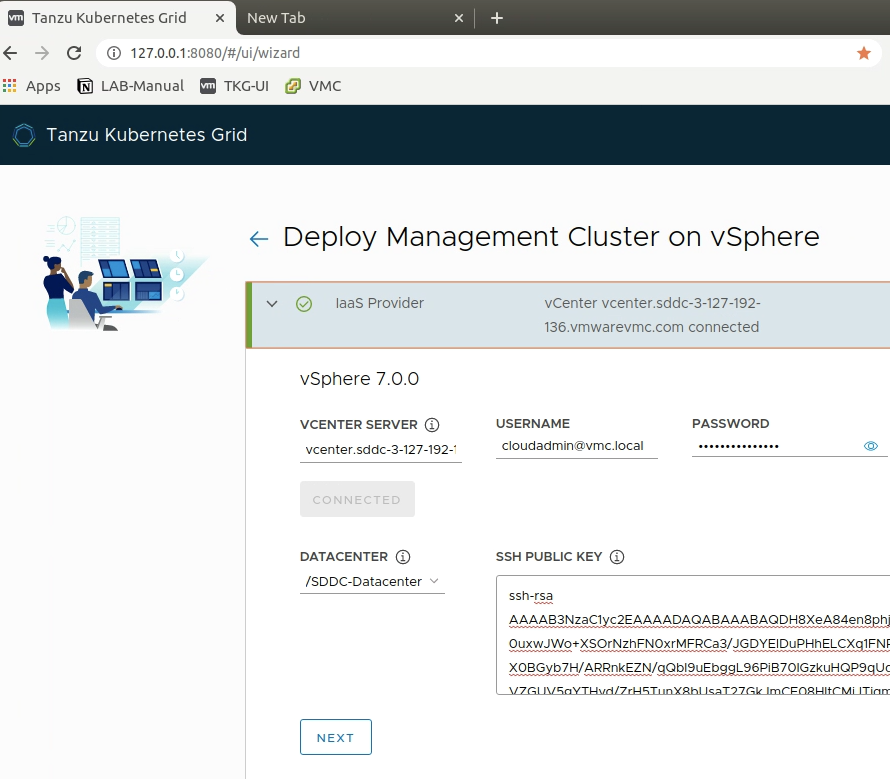 vm Tanzu Kubernetes Grid
New Tab
127.0.0.1:8080/#/ui/wizard
Apps LAB-Manual vm TKG-UI VMC
Tanzu Kubernetes Grid
Deploy Management Cluster on vSphere
IaaS Provider
vCenter vcenter.sddc-3-127-192-
136.vmwarevmc.com connected
vSphere 7.0.0
VCENTER SERVER USERNAME PASSWORD
vcenter.sddc-3-127-192-1 cloudadmin@vmc.local
CONNECTED
DATACENTER SSH PUBLIC KEY
/SDDC-Datacenter
ssh-rsa
AAAAB3NzaC1yc2EAAAADAQABAAABAQDH8XeA84en8phj
0uxwJWo+XSOrNzhFN0xrMFRCa3/JGDYEIDuPHhELCXq1FNF
X0BGyb7H/ARRnkEZN/qQbl9uEbggL96PiB70IGzkuHQP9qUc
NEXT